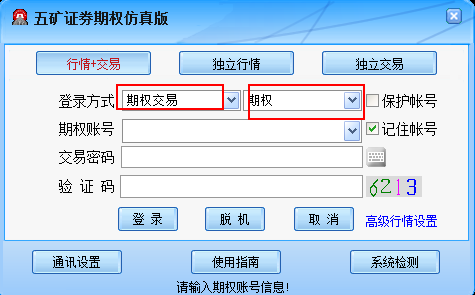 五矿证券期权仿真版
行情+交易 独立行情 独立交易
登录方式 期权交易 期权 保护帐号
期权账号 记住帐号
交易密码
验 证 码 6213
登 录 脱 机 取 消 高级行情设置
通讯设置 使用指南 系统检测
请输入期权账号信息!